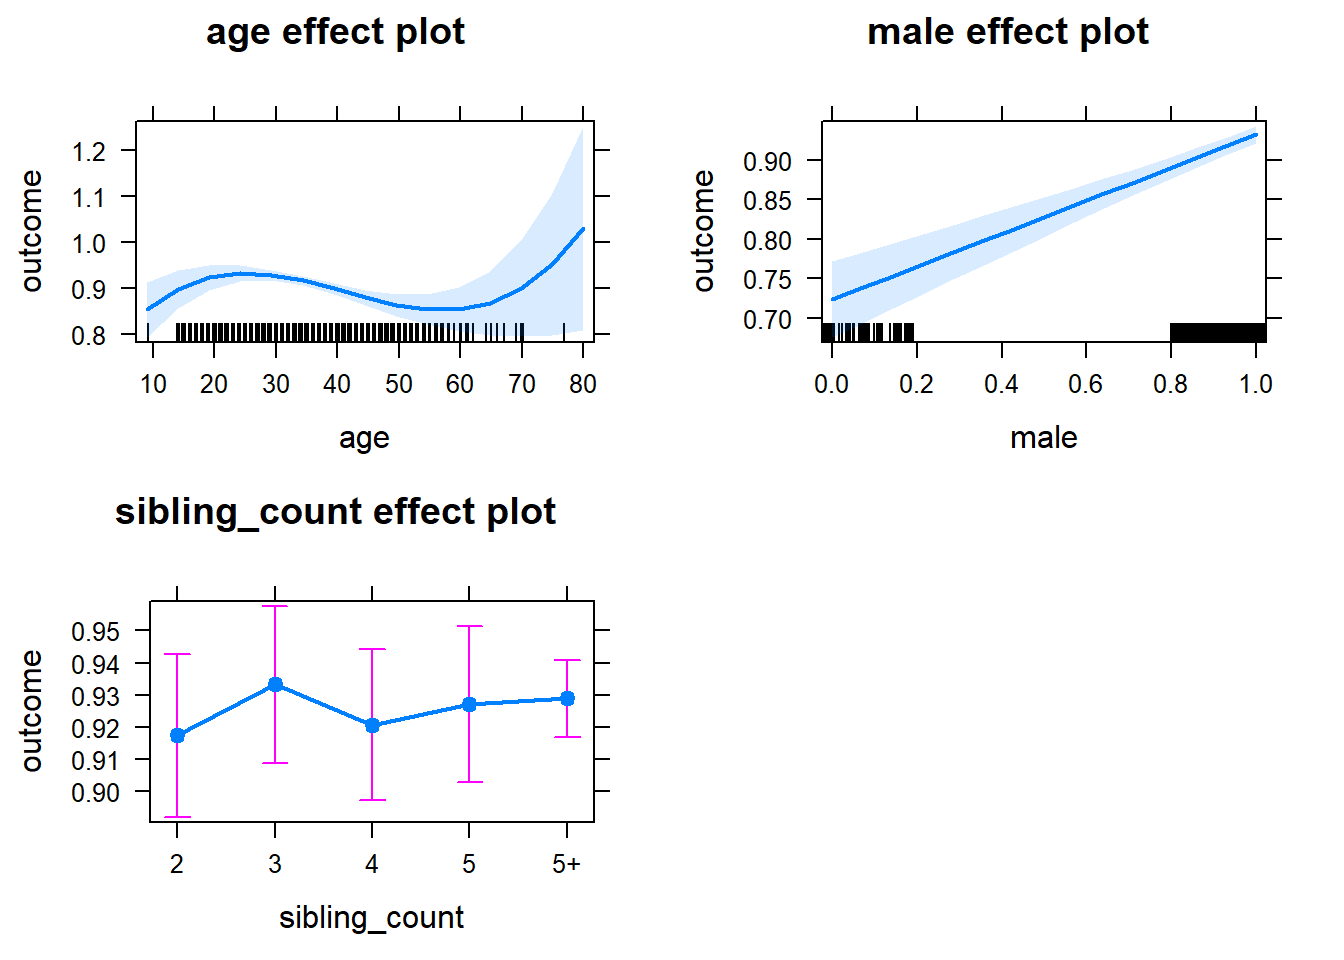 age effect plot
outcome
1.2
1.1
1.0
0.9
0.8
10 20 30 40 50 60 70 80
age
male effect plot
outcome
0.90
0.85
0.80
0.75
0.70
0.0 0.2 0.4 0.6 0.8 1.0
male
sibling_count effect plot
outcome
0.95
0.94
0.93
0.92
0.91
0.90
2 3 4 5 5+
sibling_count